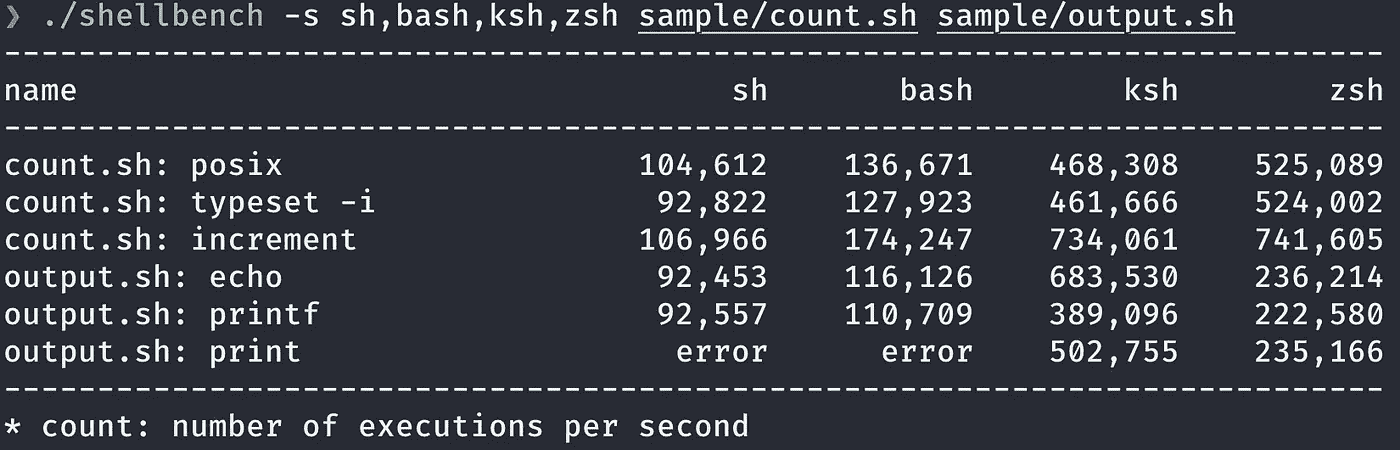 ❯ ./shellbench -s sh,bash,ksh,zsh sample/count.sh sample/output.sh
--------------------------------------------------------------------------
name                                   sh       bash        ksh        zsh
--------------------------------------------------------------------------
count.sh: posix                   104,612    136,671    468,308    525,089
count.sh: typeset -i               92,822    127,923    461,666    524,002
count.sh: increment               106,966    174,247    734,061    741,605
output.sh: echo                    92,453    116,126    683,530    236,214
output.sh: printf                  92,557    110,709    389,096    222,580
output.sh: print                    error      error    502,755    235,166
--------------------------------------------------------------------------
* count: number of executions per second